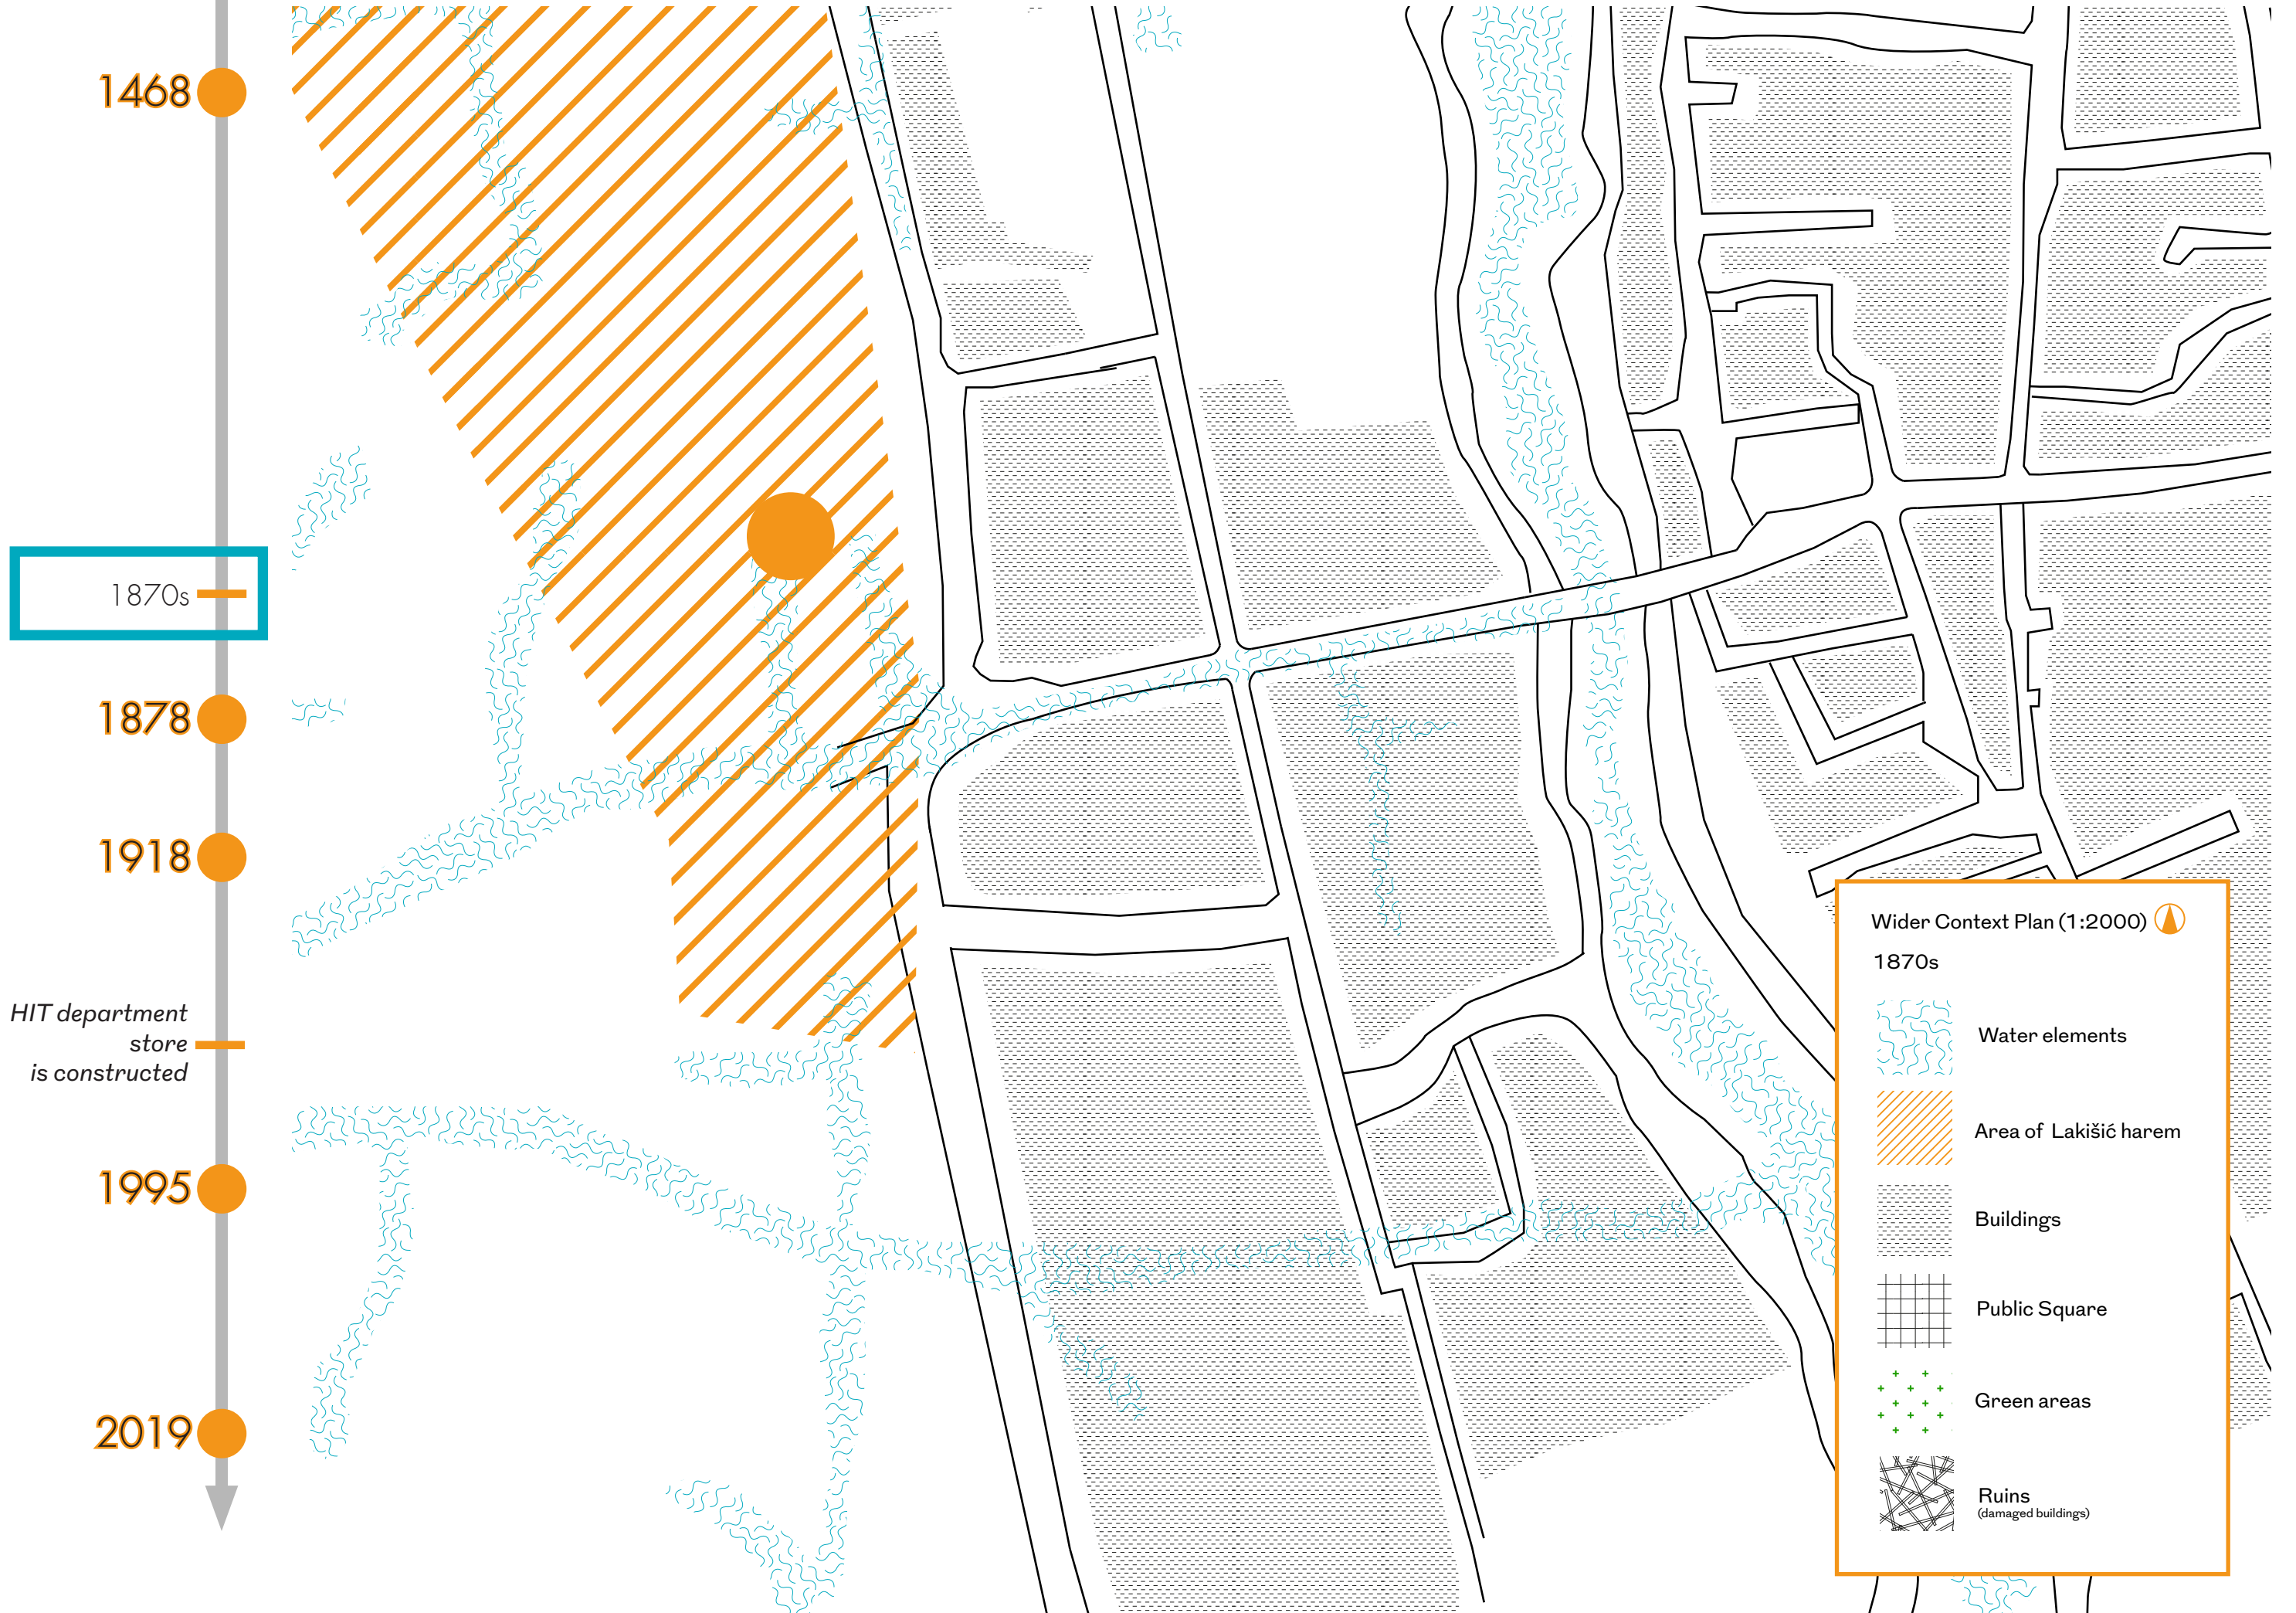 1468
1870s
1878
1918
HIT department
store
is constructed
1995
2019
Wider Context Plan (1:2000)
1870s
Water elements
Area of Lakišić harem
Buildings
Public Square
Green areas
Ruins
(damaged buildings)